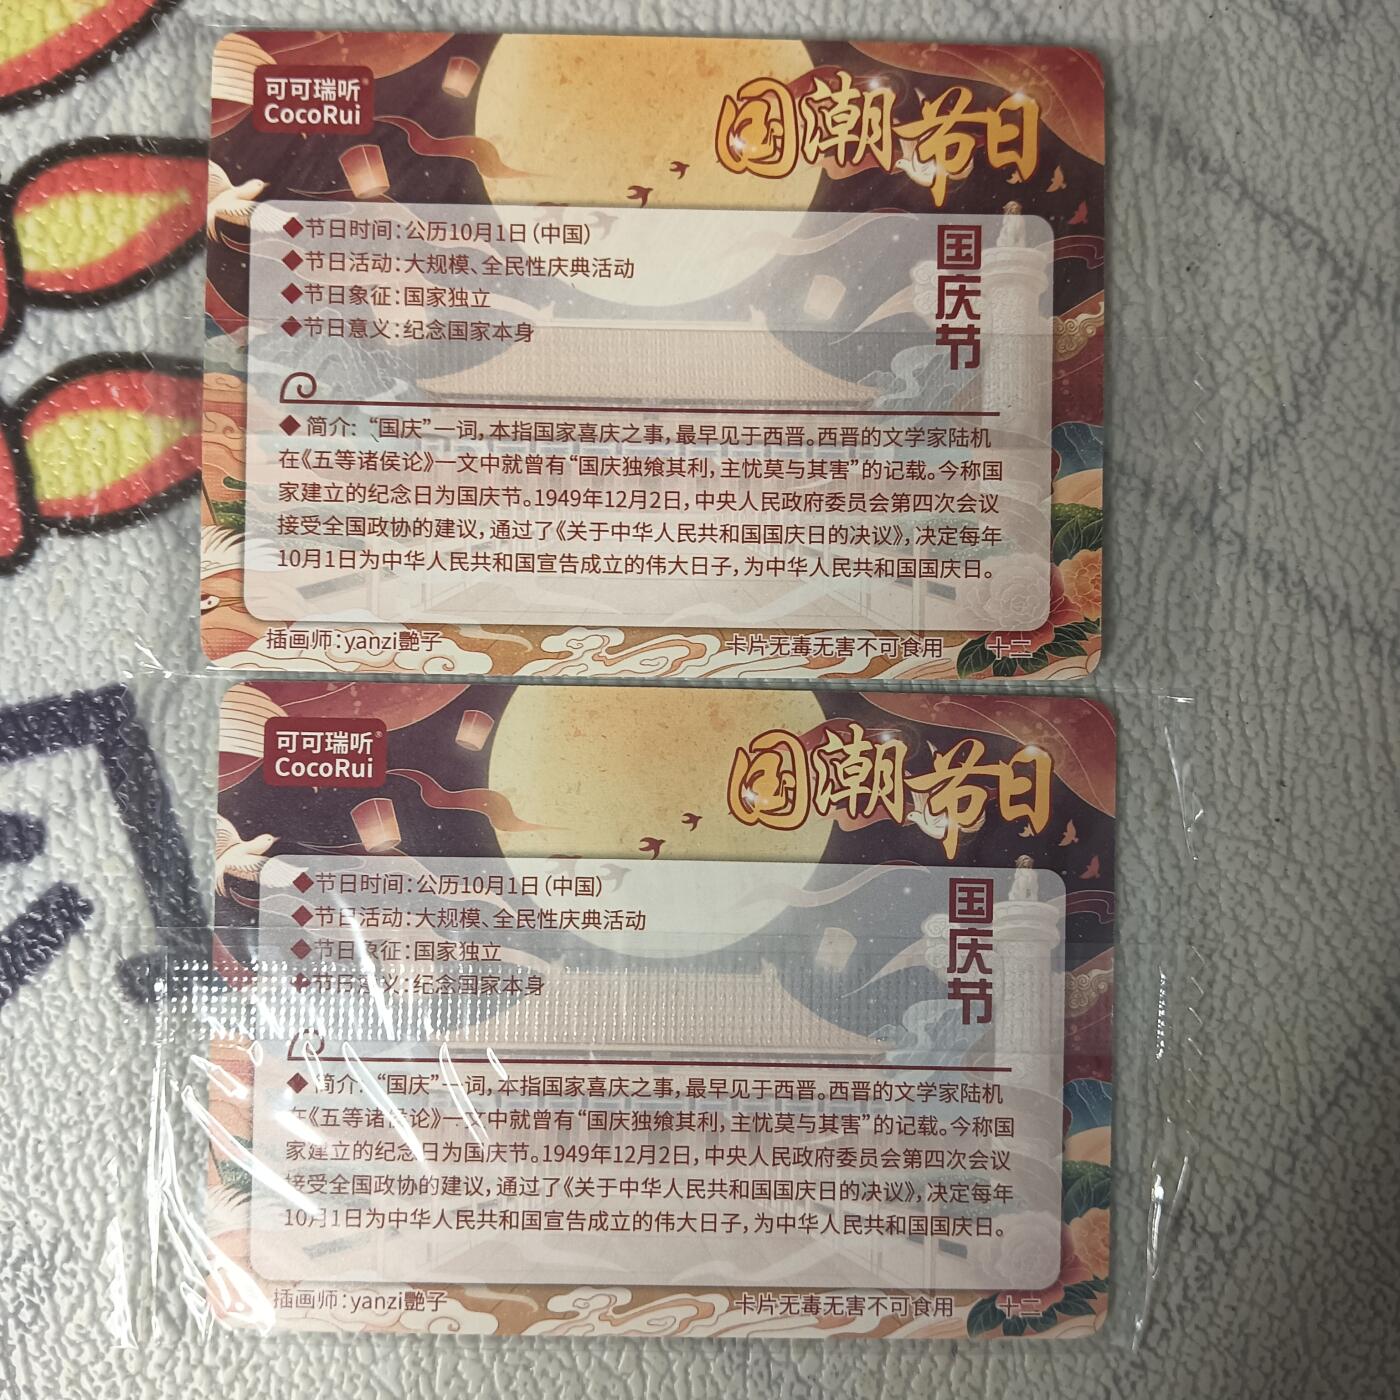 可可瑞听®
CocoRui
国潮节日
◆节日时间：公历10月1日（中国）
◆节日活动：大规模、全民性庆典活动
◆节日象征：国家独立
◆节日意义：纪念国家本身
国庆节
◆ 简介：“国庆”一词，本指国家喜庆之事，最早见于西晋。西晋的文学家陆机
在《五等诸侯论》一文中就曾有“国庆独飨其利，主忧莫与其害”的记载。今称国
家建立的纪念日为国庆节。1949年12月2日，中央人民政府委员会第四次会议
接受全国政协的建议，通过了《关于中华人民共和国国庆日的决议》，决定每年
10月1日为中华人民共和国宣告成立的伟大日子，为中华人民共和国国庆日。
插画师：yanzi艷子
卡片无毒无害不可食用
十二
可可瑞听®
CocoRui
国潮节日
◆节日时间：公历10月1日（中国）
◆节日活动：大规模、全民性庆典活动
◆节日象征：国家独立
◆节日意义：纪念国家本身
国庆节
◆ 简介：“国庆”一词，本指国家喜庆之事，最早见于西晋。西晋的文学家陆机
在《五等诸侯论》一文中就曾有“国庆独飨其利，主忧莫与其害”的记载。今称国
家建立的纪念日为国庆节。1949年12月2日，中央人民政府委员会第四次会议
接受全国政协的建议，通过了《关于中华人民共和国国庆日的决议》，决定每年
10月1日为中华人民共和国宣告成立的伟大日子，为中华人民共和国国庆日。
插画师：yanzi艷子
卡片无毒无害不可食用
十二